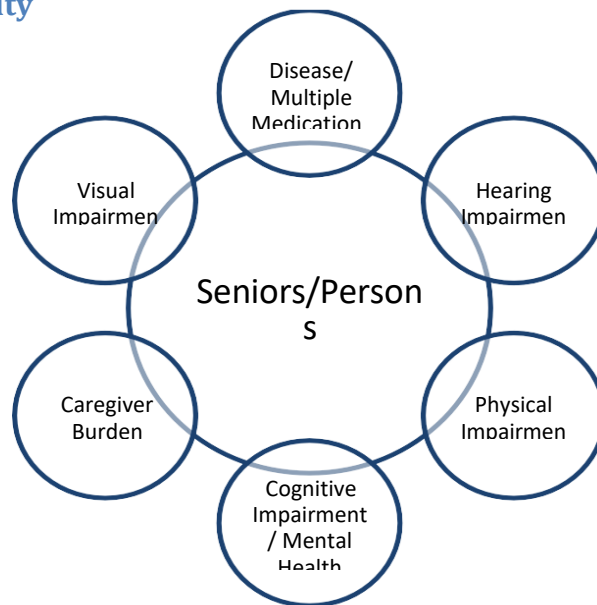 ity
Disease/
Multiple
Medication
Visual
Impairmen
Hearing
Impairmen
Seniors/Person
s
Caregiver
Burden
Physical
Impairmen
Cognitive
Impairment
/ Mental
Health